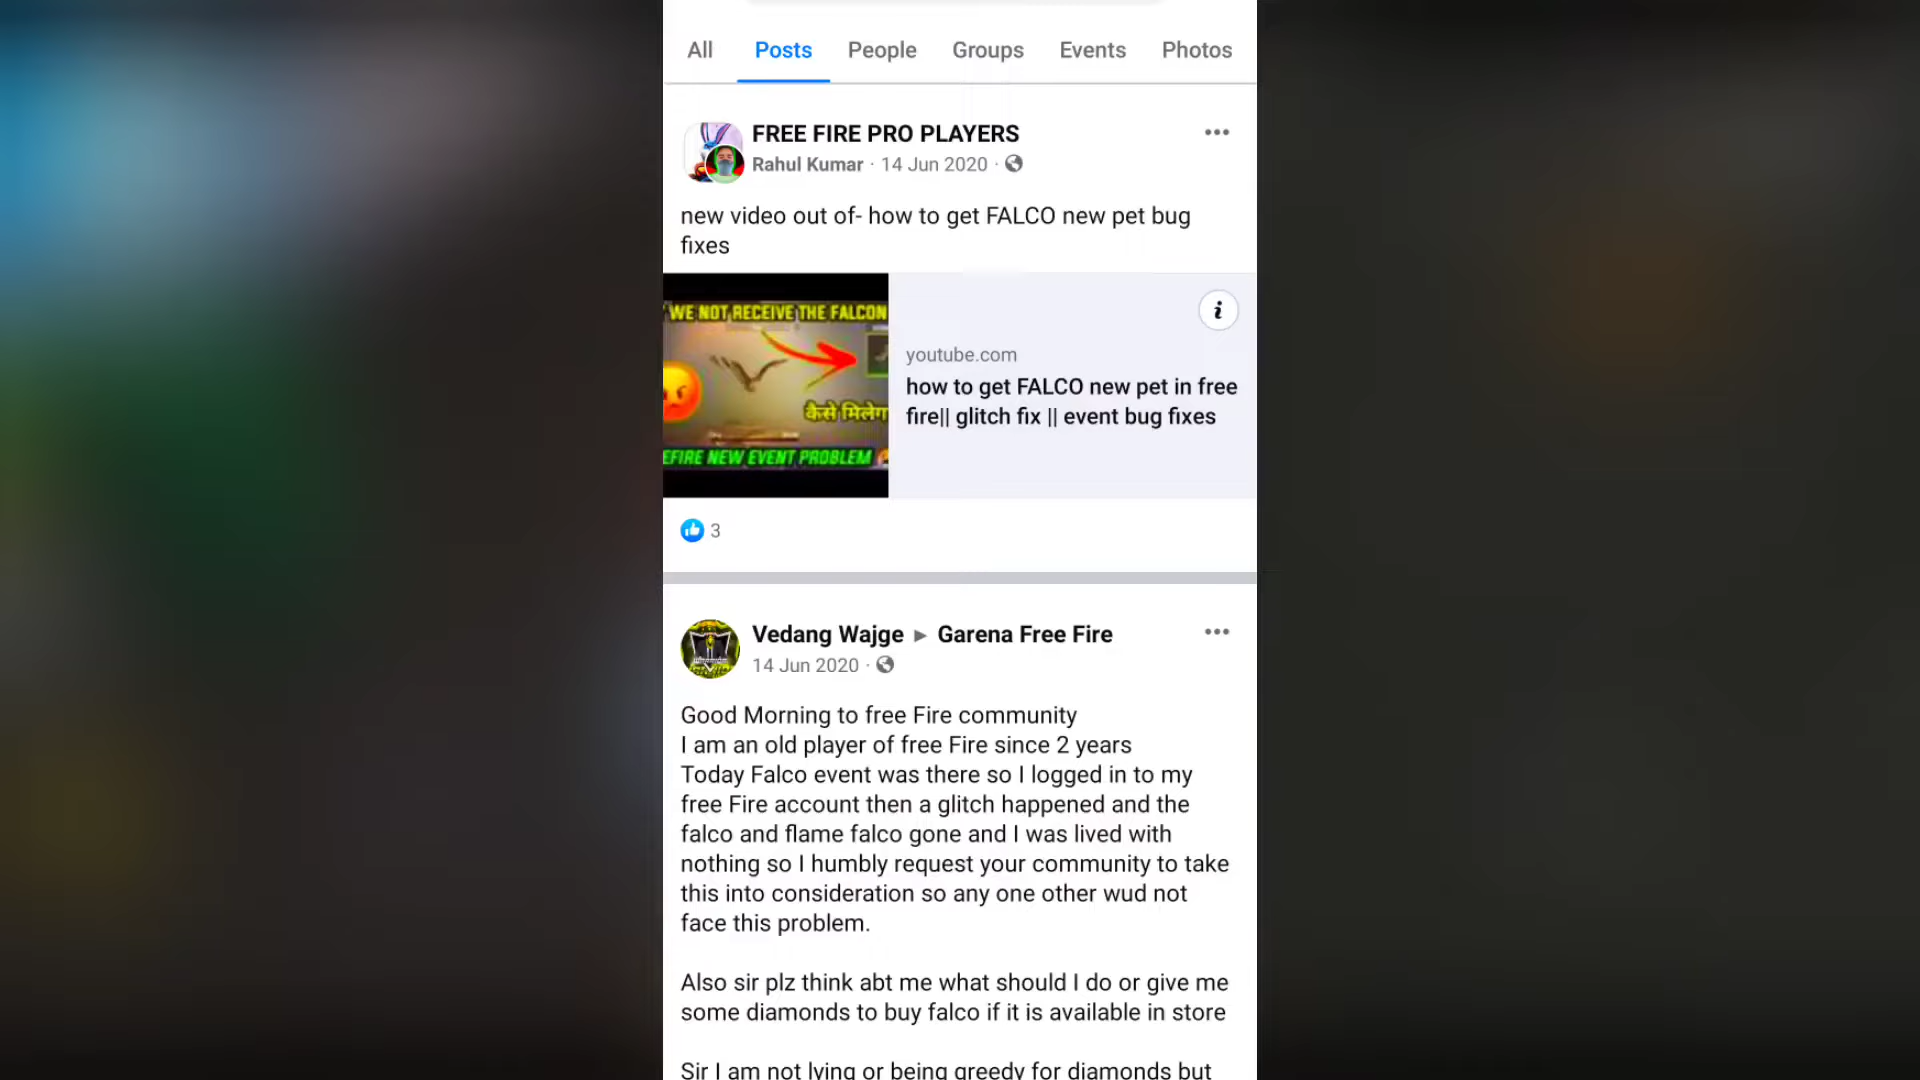 All Posts People Groups Events Photos
FREE FIRE PRO PLAYERS
Rahul Kumar · 14 Jun 2020 ·
new video out of- how to get FALCO new pet bug
fixes
WE NOT RECEIVE THE FALCON
कैसे मिलेगा
EFIRE NEW EVENT PROBLEM
youtube.com
how to get FALCO new pet in free
fire|| glitch fix || event bug fixes
3
Vedang Wajge ▸ Garena Free Fire
14 Jun 2020 ·
Good Morning to free Fire community
I am an old player of free Fire since 2 years
Today Falco event was there so I logged in to my
free Fire account then a glitch happened and the
falco and flame falco gone and I was lived with
nothing so I humbly request your community to take
this into consideration so any one other wud not
face this problem.
Also sir plz think abt me what should I do or give me
some diamonds to buy falco if it is available in store
Sir I am not lying or being greedy for diamonds but